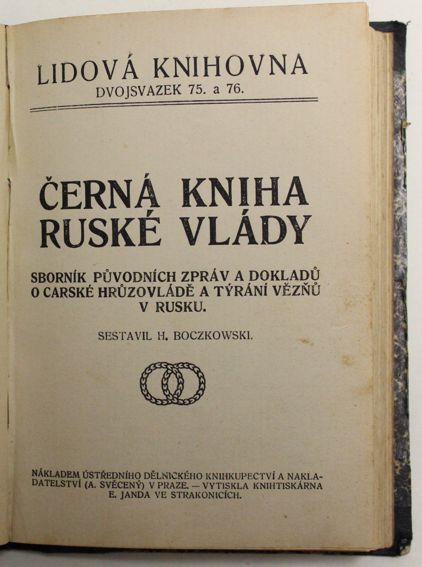 LIDOVÁ KNIHOVNA
DVOJSVAZEK 75. a 76.
ČERNÁ KNIHA
RUSKÉ VLÁDY
SBORNÍK PŮVODNÍCH ZPRÁV A DOKLADŮ
O CARSKÉ HRŮZOVLÁDĚ A TÝRÁNÍ VĚZŇŮ
V RUSKU.
SESTAVIL H. BOCZKOWSKI.
NÁKLADEM ÚSTŘEDNÍHO DĚLNICKÉHO KNIHKUPECTVÍ A NAKLA-
DATELSTVÍ (A. SVĚCENÝ) V PRAZE. — VYTISKLA KNIHTISKÁRNA
E. JANDA VE STRAKONICÍCH.